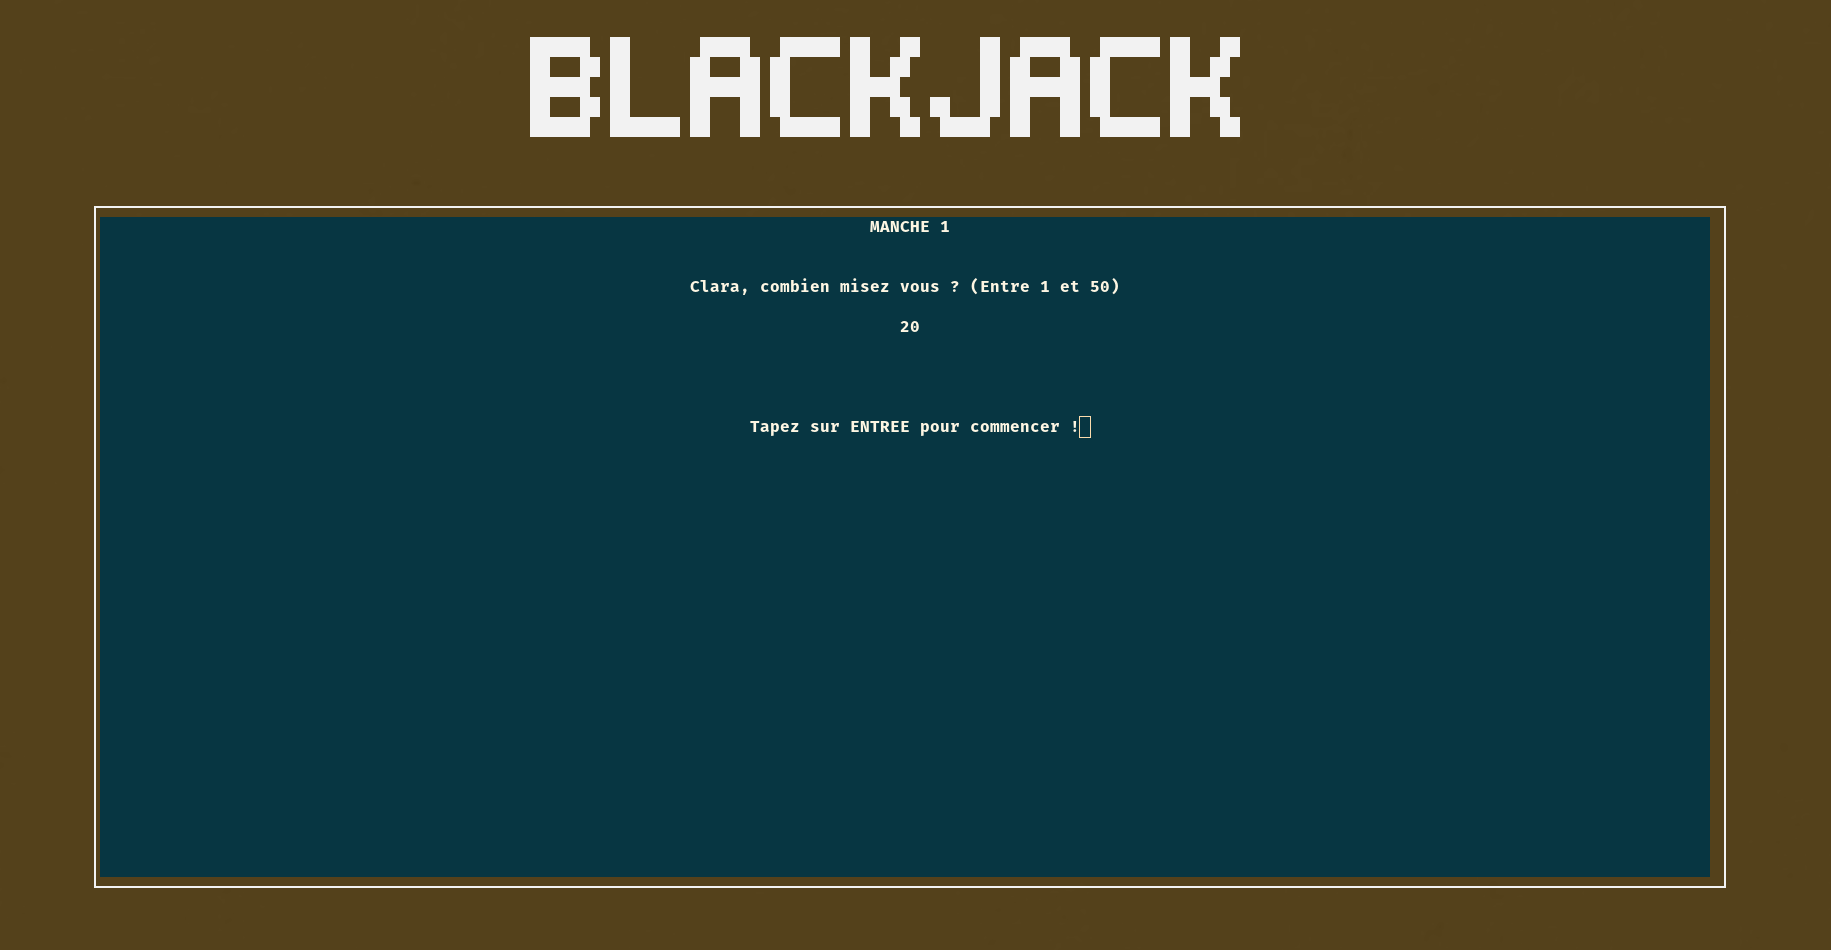 BLACKJACK
MANCHE 1
Clara, combien misez vous ? (Entre 1 et 50)
20
Tapez sur ENTREE pour commencer !